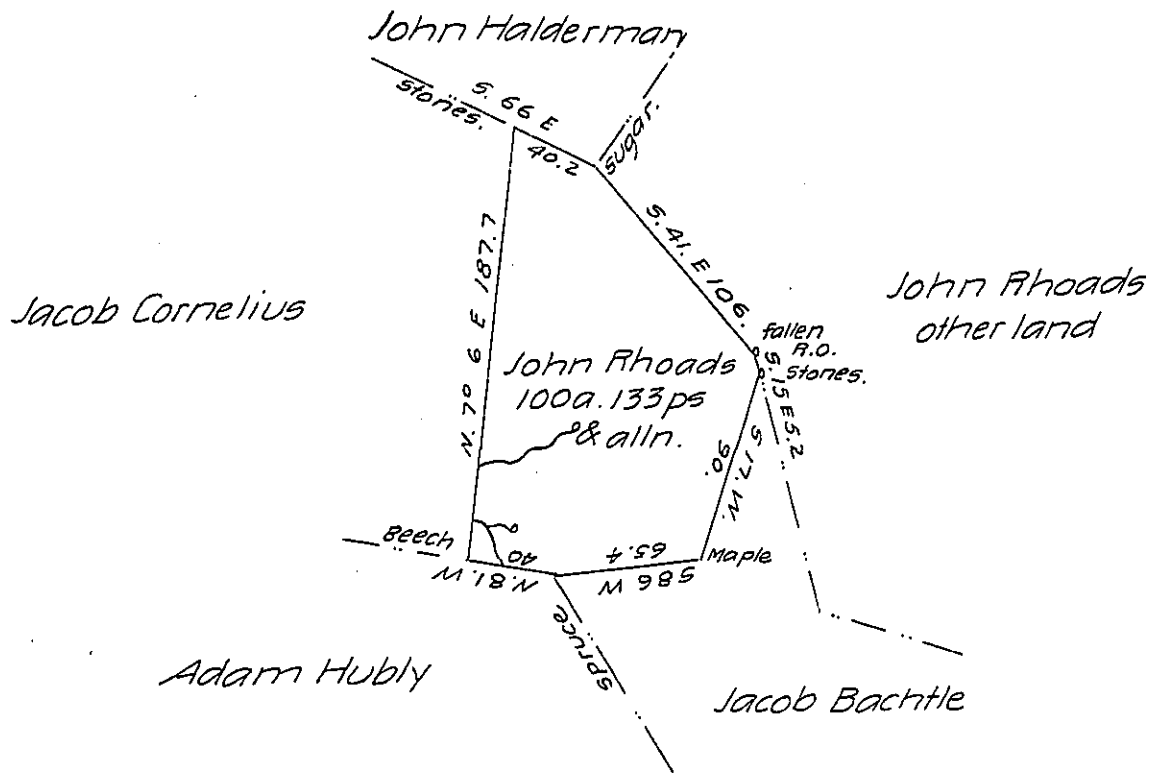 John Halderman
stones.
S. 66 E
40.2
sugar.
S. 41. E 106.
John Rhoads
other land
fallen
R.O.
stones.
S. 15 E 5.2
Jacob Cornelius
N. 7° 6 E 187.7
John Rhoads
100a. 133ps
& alln.
S 17. W.
90.
Beech
N. 81. W
40
S 86 W
65.4
Maple
spruce
Adam Hubly
Jacob Bachtle